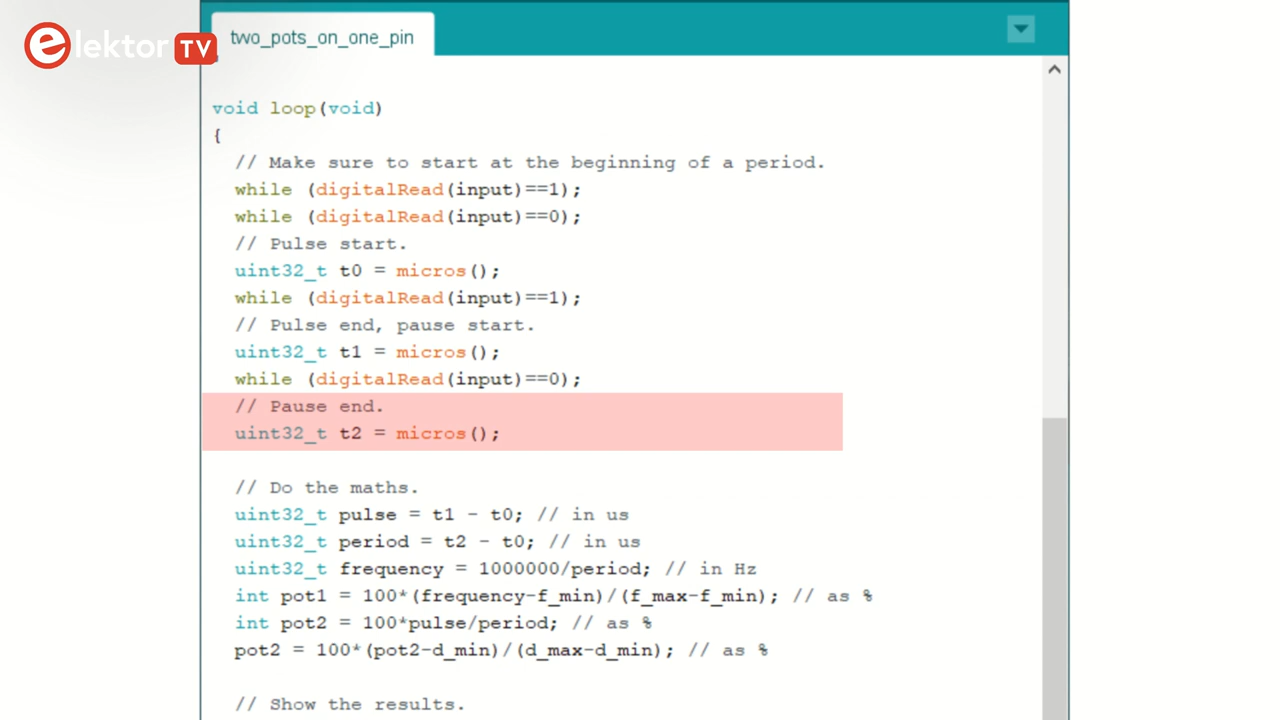 elektor TV
two_pots_on_one_pin
void loop(void)
{
// Make sure to start at the beginning of a period.
while (digitalRead(input)==1);
while (digitalRead(input)==0);
// Pulse start.
uint32_t t0 = micros();
while (digitalRead(input)==1);
// Pulse end, pause start.
uint32_t t1 = micros();
while (digitalRead(input)==0);
// Pause end.
uint32_t t2 = micros();
// Do the maths.
uint32_t pulse = t1 - t0; // in us
uint32_t period = t2 - t0; // in us
uint32_t frequency = 1000000/period; // in Hz
int pot1 = 100*(frequency-f_min)/(f_max-f_min); // as %
int pot2 = 100*pulse/period; // as %
pot2 = 100*(pot2-d_min)/(d_max-d_min); // as %
// Show the results.